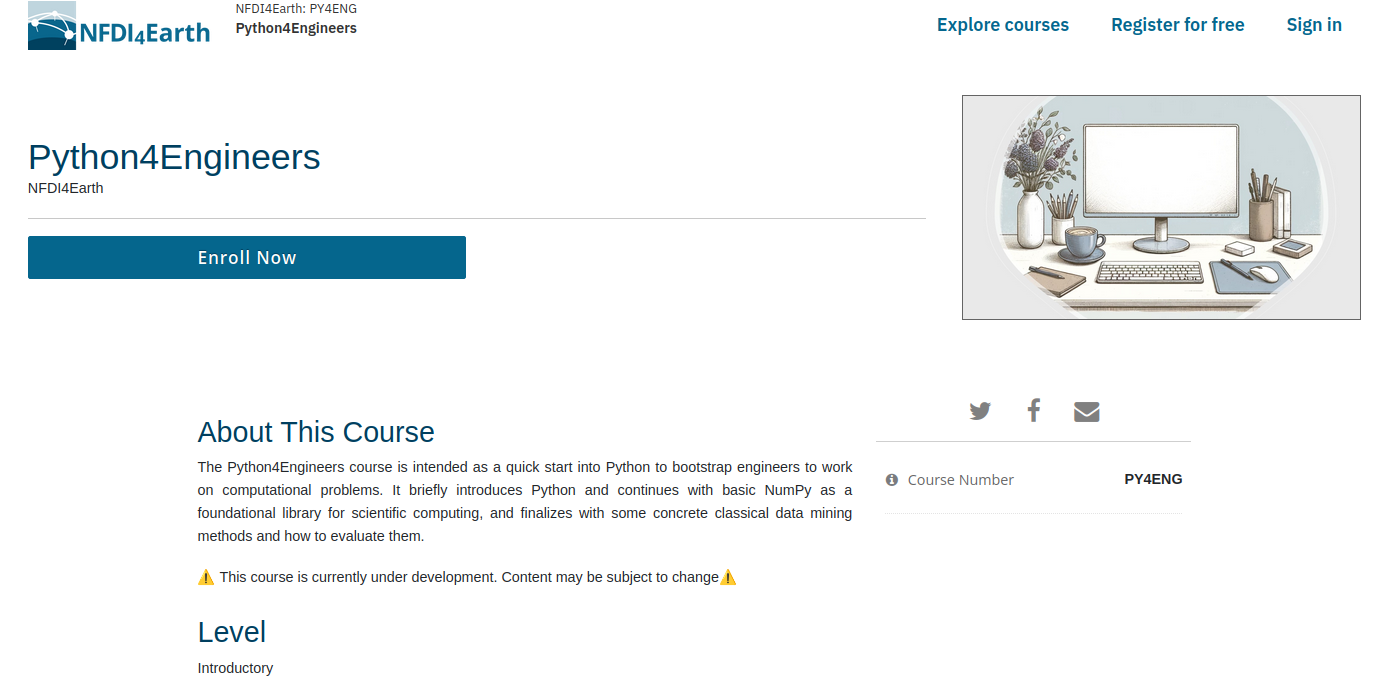 NFDI4Earth
NFDI4Earth: PY4ENG
Python4Engineers
Explore courses
Register for free
Sign in
Python4Engineers
NFDI4Earth
Enroll Now
About This Course
The Python4Engineers course is intended as a quick start into Python to bootstrap engineers to work
on computational problems. It briefly introduces Python and continues with basic NumPy as a
foundational library for scientific computing, and finalizes with some concrete classical data mining
methods and how to evaluate them.
⚠️ This course is currently under development. Content may be subject to change⚠️
Level
Introductory
Course Number
PY4ENG